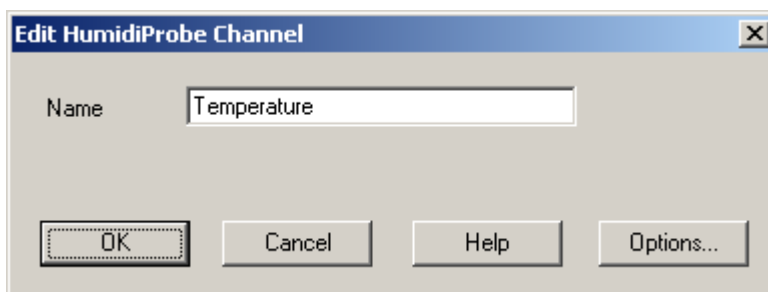 Edit HumidiProbe Channel
Name Temperature
OK Cancel Help Options...